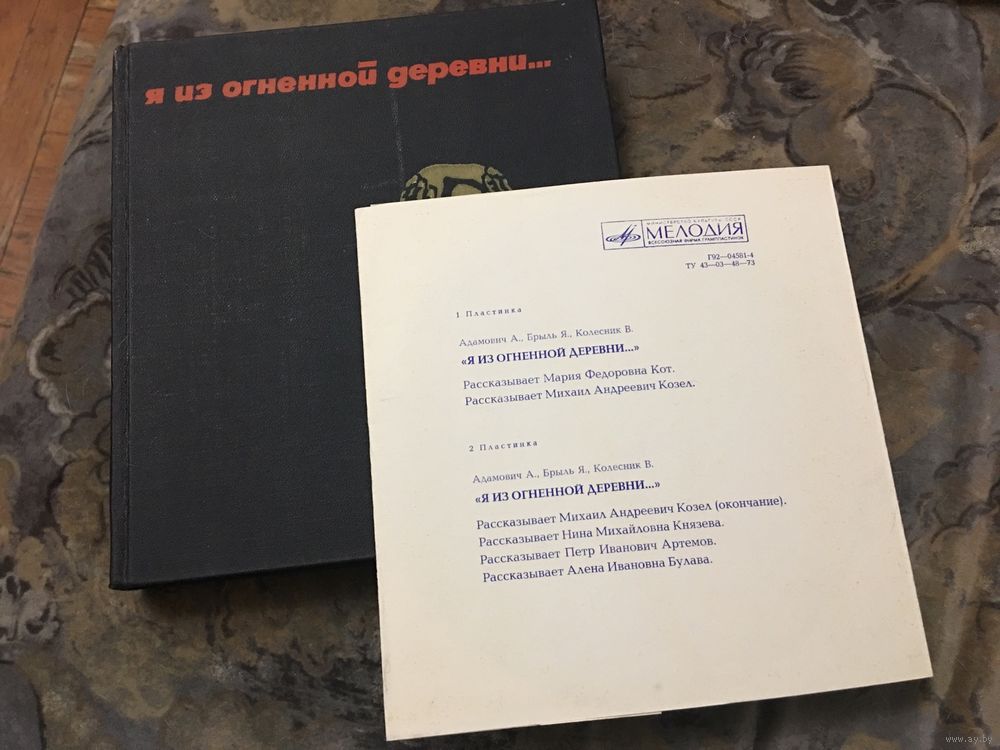 я из огненной деревни...
МИНИСТЕРСТВО КУЛЬТУРЫ СССР
МЕЛОДИЯ
ВСЕСОЮЗНАЯ ФИРМА ГРАМПЛАСТИНОК
Г92—04581-4
ТУ 43—03—48—73
1 Пластинка
Адамович А., Брыль Я., Колесник В.
«Я ИЗ ОГНЕННОЙ ДЕРЕВНИ...»
Рассказывает Мария Федоровна Кот.
Рассказывает Михаил Андреевич Козел.
2 Пластинка
Адамович А., Брыль Я., Колесник В.
«Я ИЗ ОГНЕННОЙ ДЕРЕВНИ...»
Рассказывает Михаил Андреевич Козел (окончание).
Рассказывает Нина Михайловна Князева.
Рассказывает Петр Иванович Артемов.
Рассказывает Алена Ивановна Булава.
www.ay.by